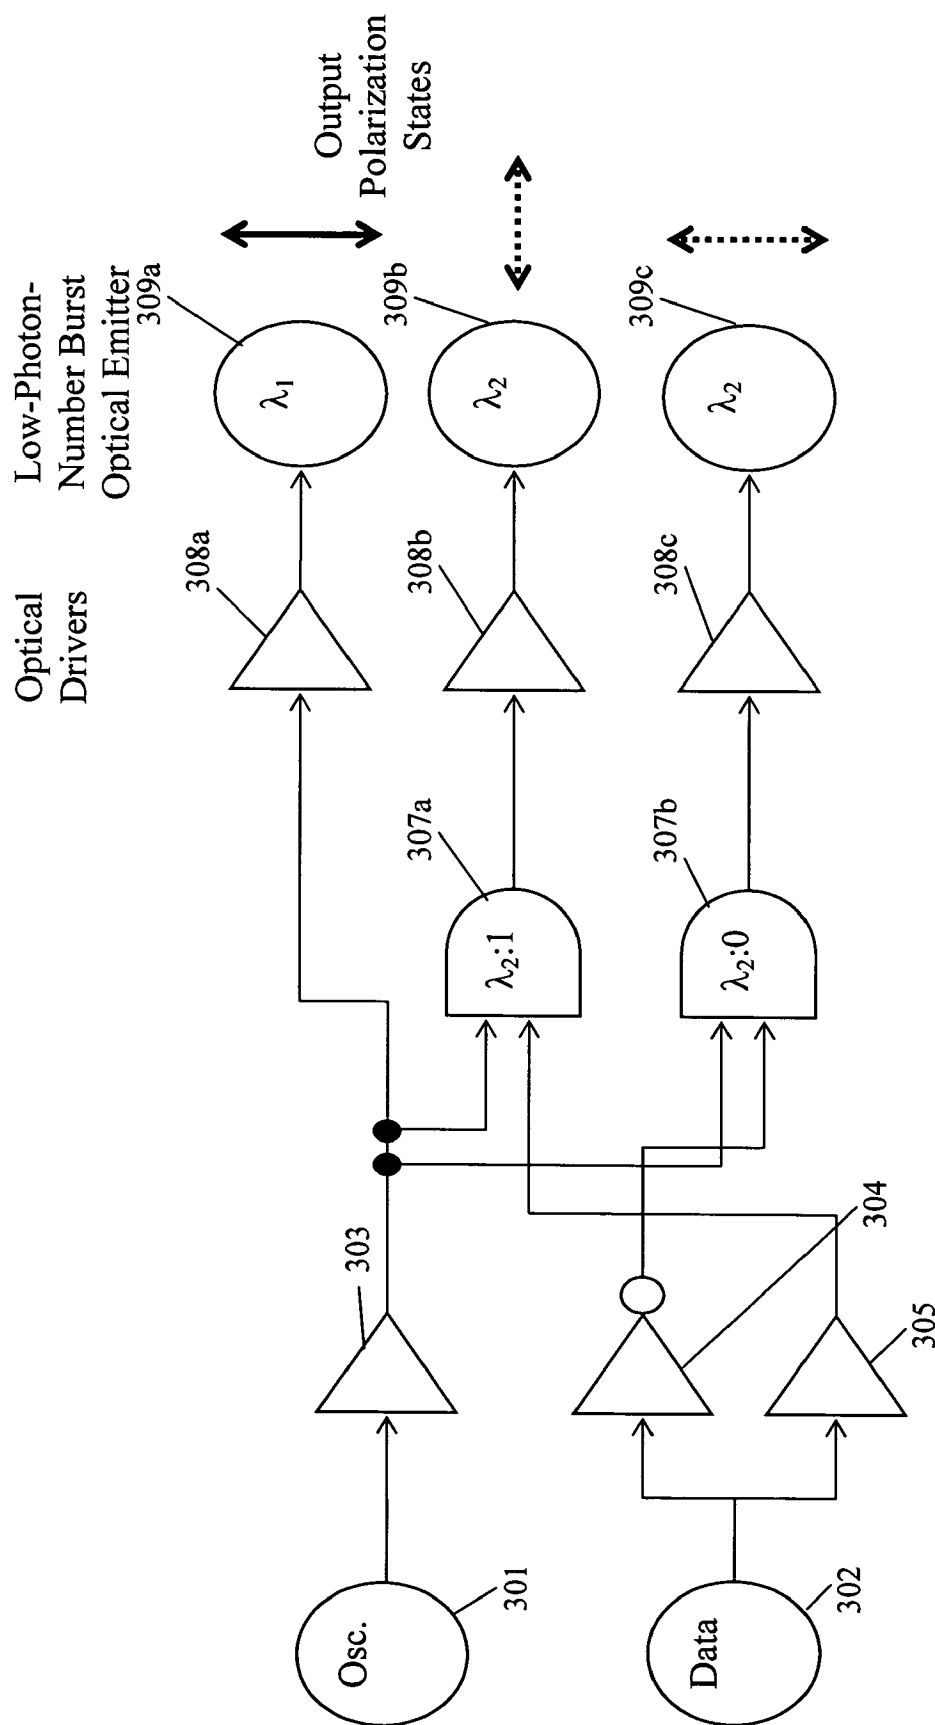 Optical
Drivers
Low-Photon-
Number Burst
Optical Emitter
Output
Polarization
States
Osc.
301
303
308a
λ1
309a
λ2:1
307a
308b
λ2
309b
Data
302
304
305
λ2:0
307b
308c
λ2
309c